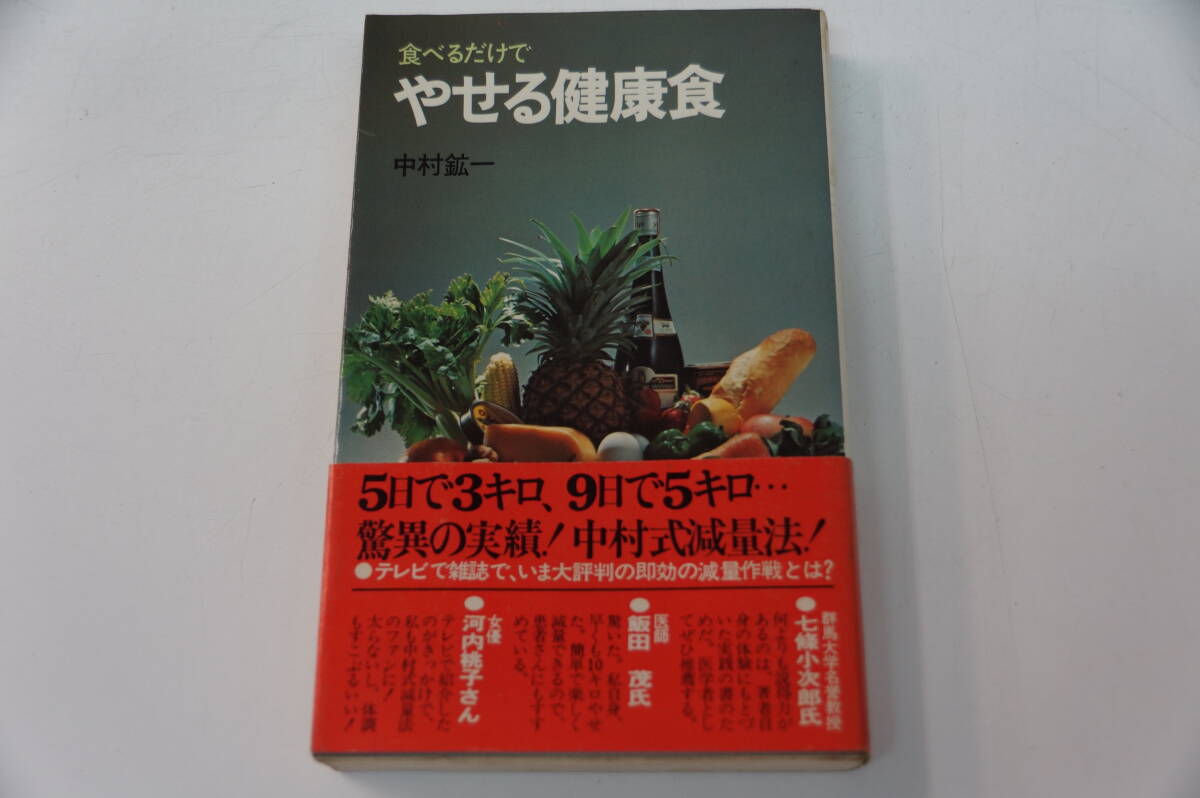 食べるだけで
やせる健康食
中村鉱一
5日で3キロ、9日で5キロ…
驚異の実績!中村式減量法!
●テレビで雑誌で、いま大評判の即効の減量作戦とは?
群馬大学名誉教授
●七條小次郎氏
何よりも説得力が
あるのは、著者自
身の体験にもとづ
いた実践の書のた
めだ。医学者とし
てぜひ推薦する。
医師
●飯田 茂氏
驚いた。私自身、
早くも10キロやせ
た。簡単で楽しく
減量できるので、
患者さんにもすす
めている。
女優
●河内桃子さん
テレビで紹介した
のがきっかけで、
私も中村式減量法
のファンに!
太らないし、体調
もすこぶるいい!